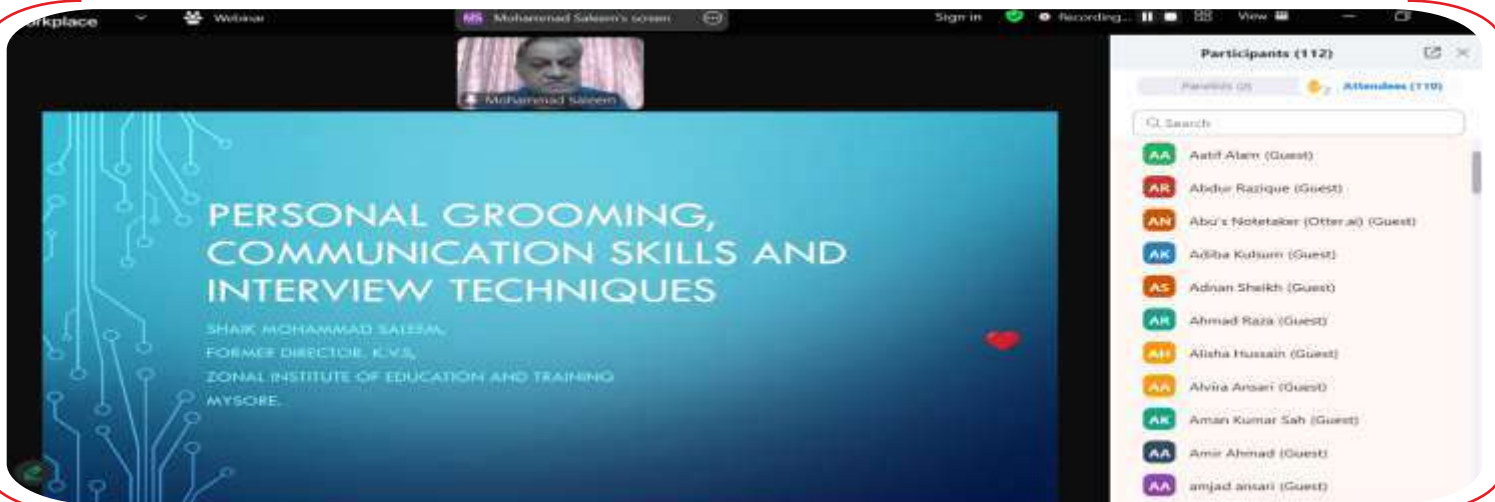 rkplace
Webinar
MS Mohammad Saleem's screen
Sign in
Recording...
View
Mohammad Saleem
PERSONAL GROOMING,
COMMUNICATION SKILLS AND
INTERVIEW TECHNIQUES
SHAIK MOHAMMAD SALEEM,
FORMER DIRECTOR, K.V.S,
ZONAL INSTITUTE OF EDUCATION AND TRAINING
MYSORE.
Participants (112)
Panelists (2)
Attendees (110)
Search
AA Aatif Alam (Guest)
AR Abdur Razique (Guest)
AN Abu's Notetaker (Otter.ai) (Guest)
AK Adiba Kulsum (Guest)
AS Adnan Sheikh (Guest)
AR Ahmad Raza (Guest)
AH Alisha Hussain (Guest)
AA Alvira Ansari (Guest)
AK Aman Kumar Sah (Guest)
AA Amir Ahmad (Guest)
AA amjad ansari (Guest)